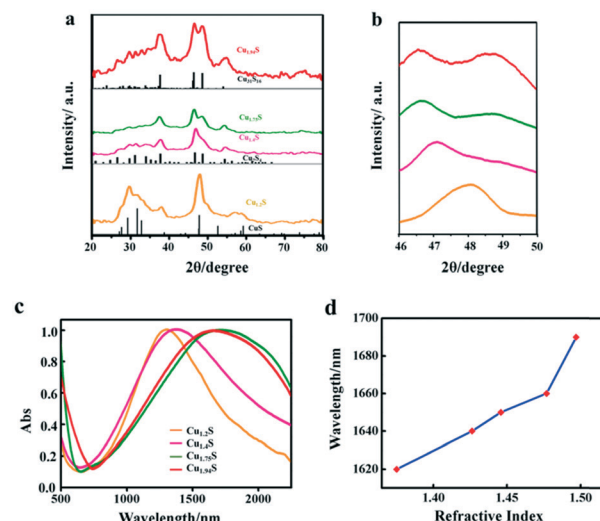 a
Intensity/ a.u.
Cu1.94S
Cu31S16
Cu1.75S
Cu1.4S
Cu1.2S
CuS
20 30 40 50 60 70 80
2θ/degree
b
Intensity/ a.u.
46 47 48 49 50
2θ/degree
c
Abs
1.0
0.8
0.6
0.4
0.2
0.0
Cu1.2S
Cu1.4S
Cu1.75S
Cu1.94S
500 1000 1500 2000
Wavelength/nm
d
Wavelength/nm
1700
1680
1660
1640
1620
1.40 1.45 1.50
Refractive Index